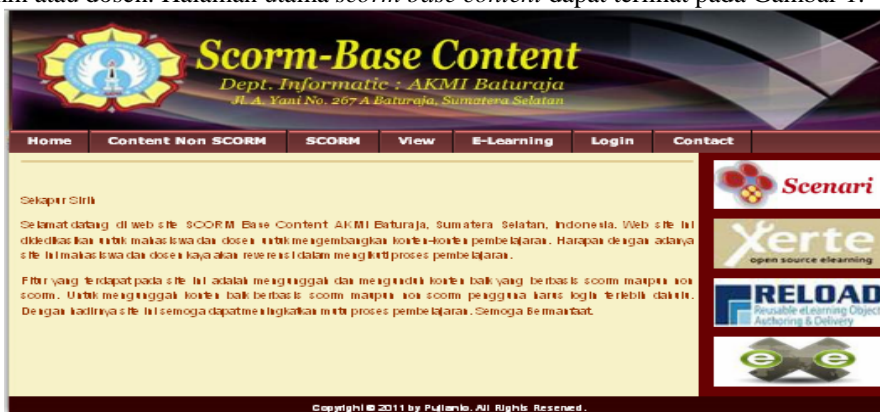 atau dosen. Halaman utama scorm base content dapat terlihat pada Gambar 1.
Scorm-Base Content
Dept. Informatic : AKMI Baturaja
Jl. A. Yani No. 267 A Baturaja, Sumatera Selatan
Home Content Non SCORM SCORM View E-Learning Login Contact
Sekapur Sirih
Selamat datang di web site SCORM Base Content AKMI Baturaja, Sumatera Selatan, Indonesia. Web site ini
didedikasikan untuk mahasiswa dan dosen untuk mengembangkan konten-konten pembelajaran. Harapan dengan adanya
site ini mahasiswa dan dosen kaya akan reverensi dalam mengikuti proses pembelajaran.
Fitur yang terdapat pada site ini adalah mengunggah dan mengunduh konten baik yang berbasis scorm maupun non
scorm. Untuk mengunggah konten baik berbasis scorm maupun non scorm pengguna harus login terlebih dahulu.
Dengan hadirnya site ini semoga dapat meningkatkan mutu proses pembelajaran. Semoga Bermanfaat.
Scenari
Xerte
open source elearning
RELOAD
Reusable eLearning Object
Authoring & Delivery
e e
Copyright © 2011 by Pujianto. All Rights Reserved.